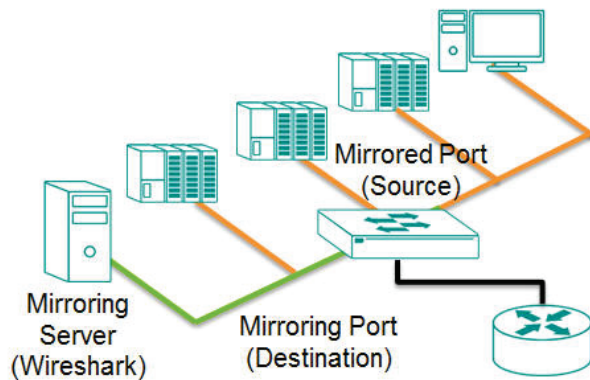 Mirrored Port
(Source)
Mirroring
Server
(Wireshark)
Mirroring Port
(Destination)